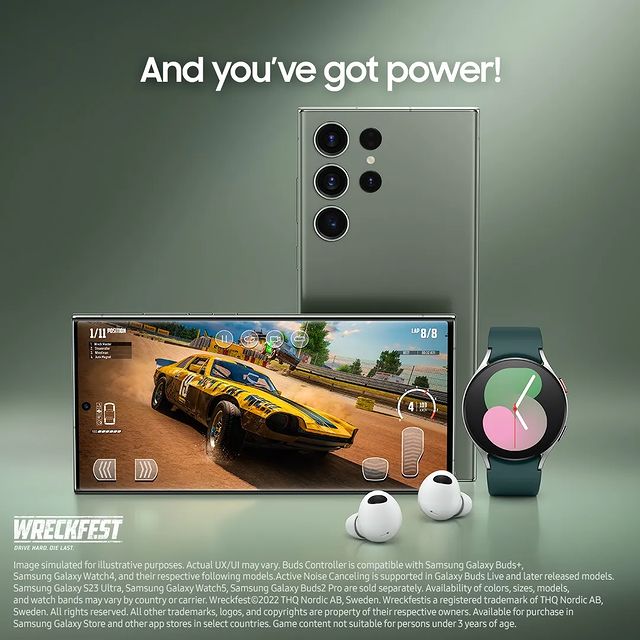 And you've got power!
1/11 POSITION
LAP 8/8
4
WRECKFEST
DRIVE HARD. DIE LAST.
Image simulated for illustrative purposes. Actual UX/UI may vary. Buds Controller is compatible with Samsung Galaxy Buds+,
Samsung Galaxy Watch4, and their respective following models.Active Noise Canceling is supported in Galaxy Buds Live and later released models.
Samsung Galaxy S23 Ultra, Samsung Galaxy Watch5, Samsung Galaxy Buds2 Pro are sold separately. Availability of colors, sizes, models,
and watch bands may vary by country or carrier. Wreckfest©2022 THQ Nordic AB, Sweden. Wreckfestis a registered trademark of THQ Nordic AB,
Sweden. All rights reserved. All other trademarks, logos, and copyrights are property of their respective owners. Available for purchase in
Samsung Galaxy Store and other app stores in select countries. Game content not suitable for persons under 3 years of age.